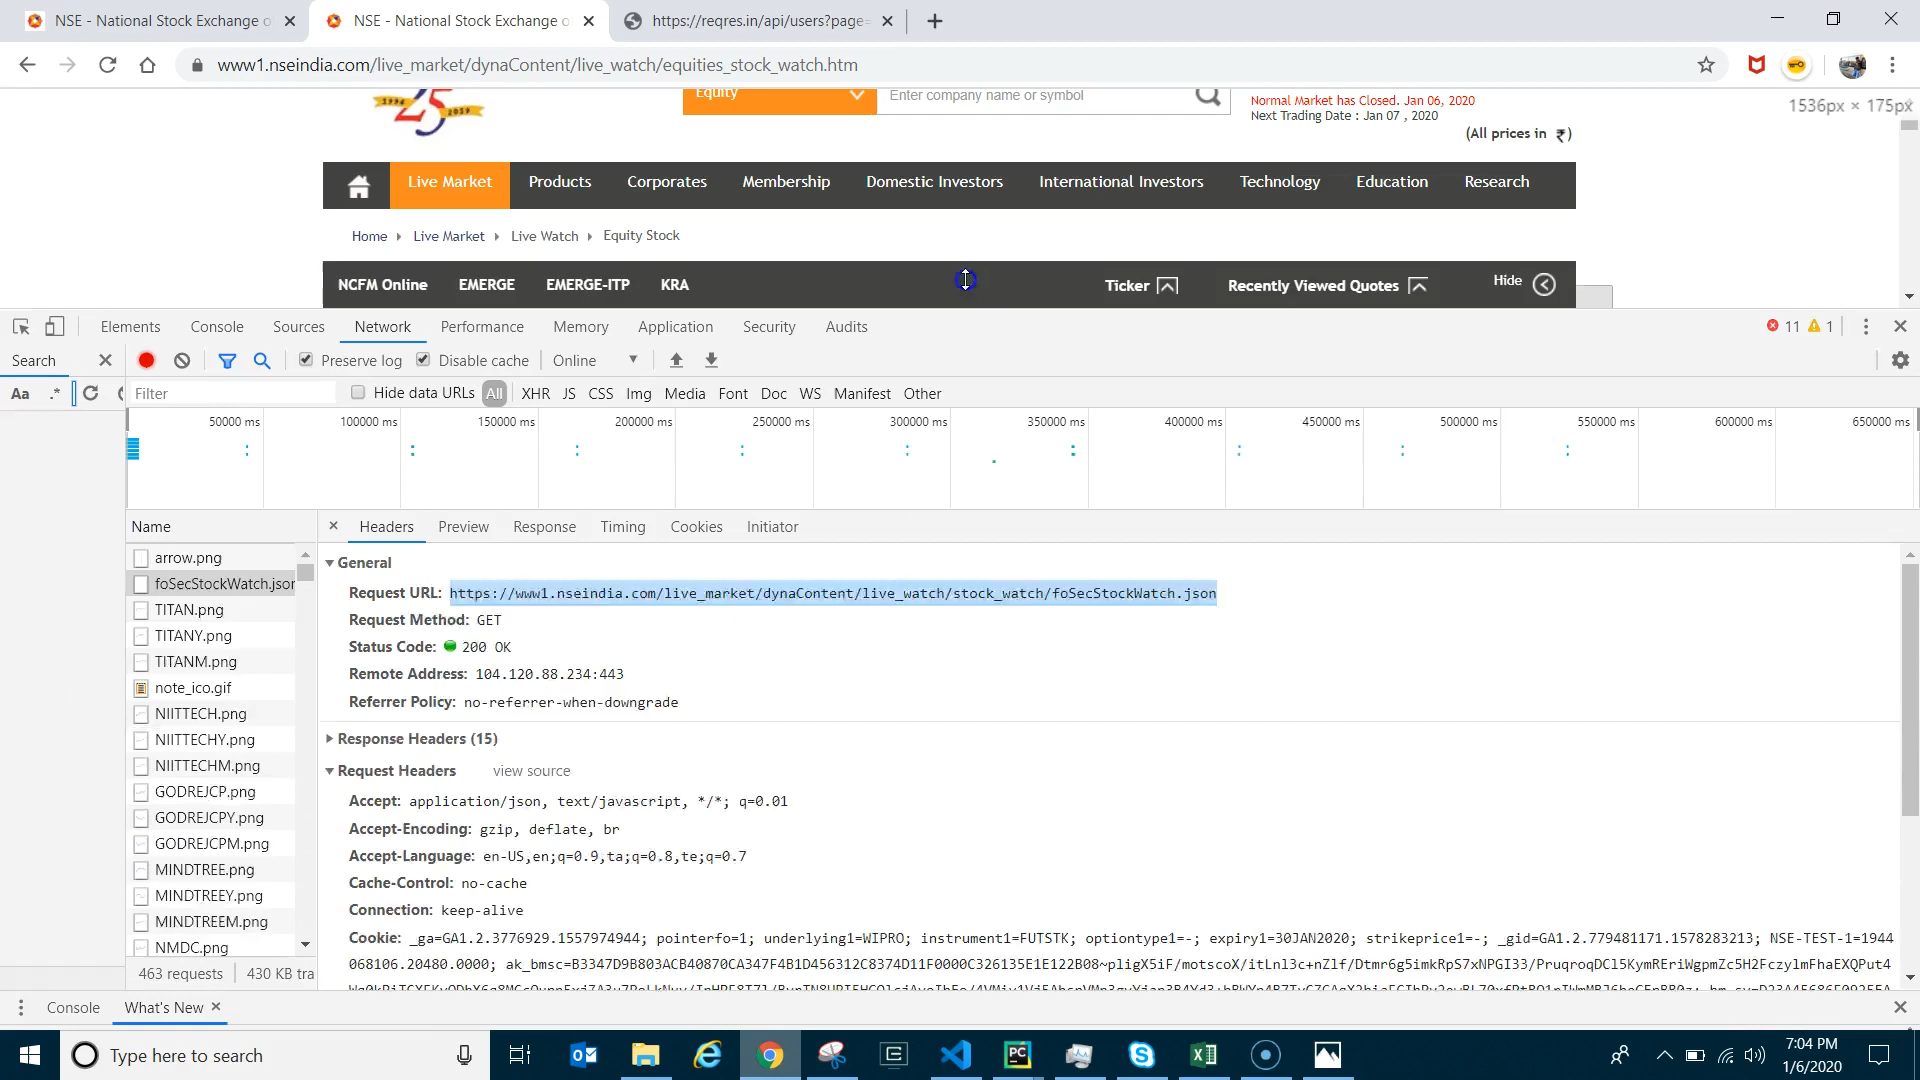 NSE - National Stock Exchange o
NSE - National Stock Exchange o
https://reqres.in/api/users?page=
www1.nseindia.com/live_market/dynaContent/live_watch/equities_stock_watch.htm
1994 25 2019
Equity
Enter company name or symbol
Normal Market has Closed. Jan 06, 2020
Next Trading Date : Jan 07 , 2020
(All prices in ₹)
1536px × 175px
Live Market Products Corporates Membership Domestic Investors International Investors Technology Education Research
Home Live Market Live Watch Equity Stock
NCFM Online EMERGE EMERGE-ITP KRA Ticker Recently Viewed Quotes Hide
Elements Console Sources Network Performance Memory Application Security Audits 11 1
Search Preserve log Disable cache Online
Aa .* Filter Hide data URLs All XHR JS CSS Img Media Font Doc WS Manifest Other
50000 ms 100000 ms 150000 ms 200000 ms 250000 ms 300000 ms 350000 ms 400000 ms 450000 ms 500000 ms 550000 ms 600000 ms 650000 ms
Name
arrow.png
foSecStockWatch.json
TITAN.png
TITANY.png
TITANM.png
note_ico.gif
NIITTECH.png
NIITTECHY.png
NIITTECHM.png
GODREJCP.png
GODREJCPY.png
GODREJCPM.png
MINDTREE.png
MINDTREEY.png
MINDTREEM.png
NMDC.png
463 requests 430 KB tra
Headers Preview Response Timing Cookies Initiator
General
Request URL: https://www1.nseindia.com/live_market/dynaContent/live_watch/stock_watch/foSecStockWatch.json
Request Method: GET
Status Code: 200 OK
Remote Address: 104.120.88.234:443
Referrer Policy: no-referrer-when-downgrade
Response Headers (15)
Request Headers view source
Accept: application/json, text/javascript, */*; q=0.01
Accept-Encoding: gzip, deflate, br
Accept-Language: en-US,en;q=0.9,ta;q=0.8,te;q=0.7
Cache-Control: no-cache
Connection: keep-alive
Cookie: _ga=GA1.2.3776929.1557974944; pointerfo=1; underlying1=WIPRO; instrument1=FUTSTK; optiontype1=-; expiry1=30JAN2020; strikeprice1=-; _gid=GA1.2.779481171.1578283213; NSE-TEST-1=1944
068106.20480.0000; ak_bmsc=B3347D9B803ACB40870CA347F4B1D456312C8374D11F0000C326135E1E122B08~pligX5iF/motscoX/itLnl3c+nZlf/Dtmr6g5imkRpS7xNPGI33/PruqroqDCl5KymREriWgpmZc5H2FczylmFhaEXQPut4
Console What's New
Type here to search
7:04 PM
1/6/2020